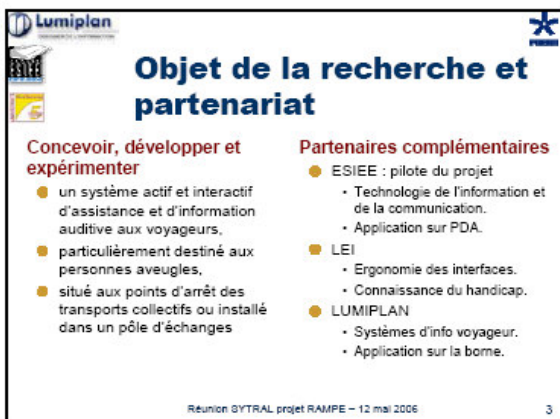 Lumiplan
ESIEE
Objet de la recherche et
partenariat
Concevoir, développer et
expérimenter
un système actif et interactif
d'assistance et d'information
auditive aux voyageurs,
particulièrement destiné aux
personnes aveugles,
situé aux points d'arrêt des
transports collectifs ou installé
dans un pôle d'échanges
Partenaires complémentaires
ESIEE : pilote du projet
• Technologie de l'information et
de la communication.
• Application sur PDA.
LEI
• Ergonomie des interfaces.
• Connaissance du handicap.
LUMIPLAN
• Systèmes d'info voyageur.
• Application sur la borne.
Réunion SYTRAL projet RAMPE – 12 mai 2006
3